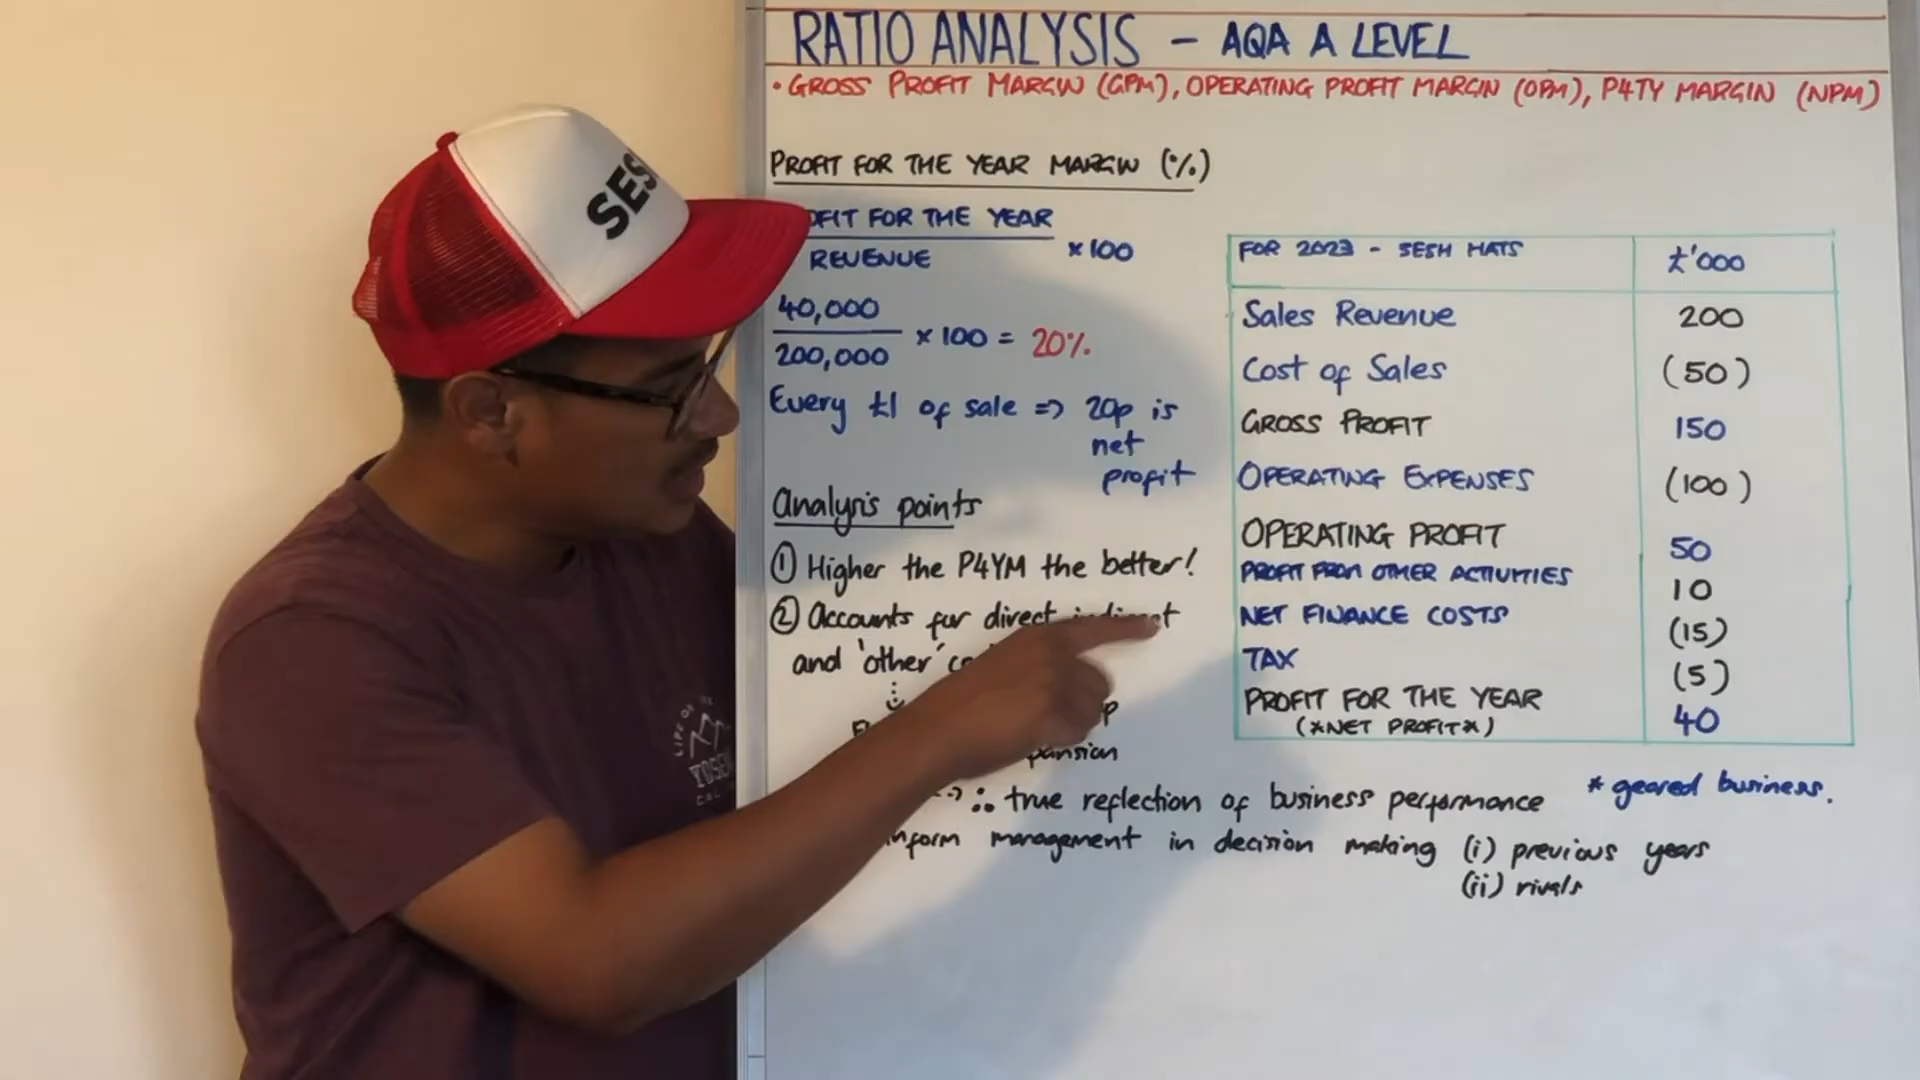 RATIO ANALYSIS - AQA A LEVEL
• GROSS PROFIT MARGIN (GPM), OPERATING PROFIT MARGIN (OPM), P4TY MARGIN (NPM)
PROFIT FOR THE YEAR MARGIN (%)
FOR THE YEAR
REVENUE
× 100
40,000
200,000
× 100 = 20%
Every £1 of sale => 20p is
net
profit
Analysis points
① Higher the P4YM the better!
② Accounts for direct
and 'other'
∴ true reflection of business performance
management in decision making (i) previous years
(ii) rivals
FOR 2023 - SESH HATS £'000
Sales Revenue 200
Cost of Sales (50)
GROSS PROFIT 150
OPERATING EXPENSES (100)
OPERATING PROFIT 50
PROFIT FROM OTHER ACTIVITIES 10
NET FINANCE COSTS (15)
TAX (5)
PROFIT FOR THE YEAR 40
(*NET PROFIT*)
* geared business.
SES
LIFE ON THE